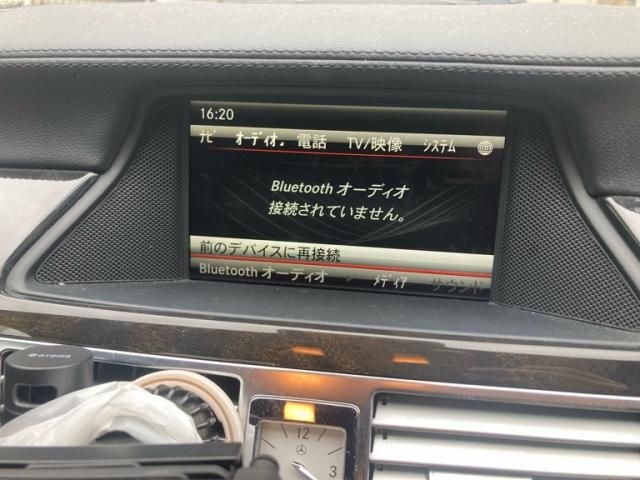 16:20
ナビ オーディオ 電話 TV/映像 システム
Bluetooth オーディオ
接続されていません。
前のデバイスに再接続
Bluetooth オーディオ メディア サウンド
aroma
12
3